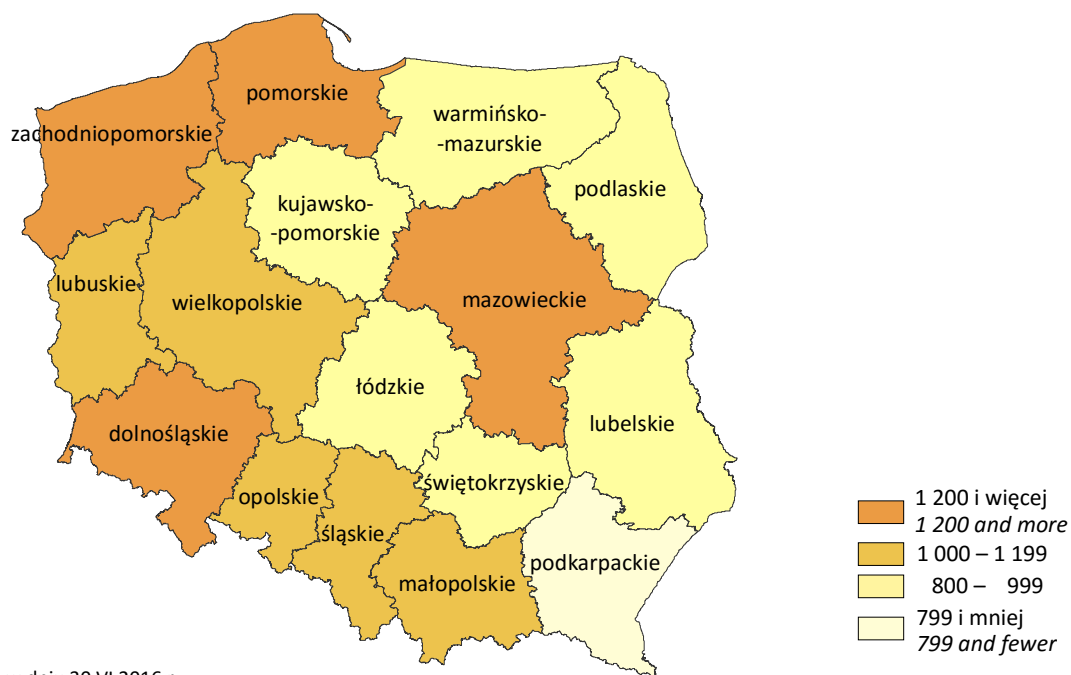 pomorskie
zachodniopomorskie
warmińsko-
-mazurskie
podlaskie
kujawsko-
-pomorskie
lubuskie
wielkopolskie
mazowieckie
łódzkie
dolnośląskie
lubelskie
opolskie
świętokrzyskie
śląskie
podkarpackie
małopolskie
1 200 i więcej
1 200 and more
1 000 – 1 199
800 – 999
799 i mniej
799 and fewer